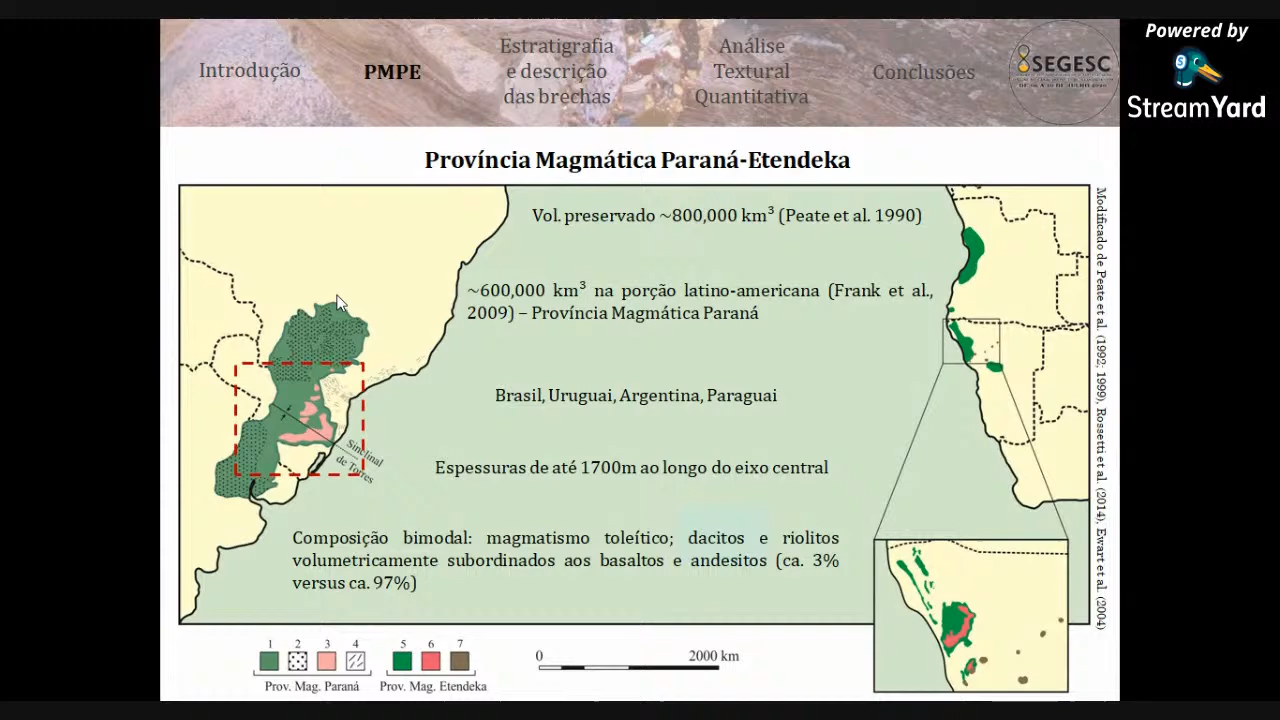 Introdução
PMPE
Estratigrafia
e descrição
das brechas
Análise
Textural
Quantitativa
Conclusões
SEGESC
Powered by
StreamYard
Província Magmática Paraná-Etendeka
Vol. preservado ~800,000 km³ (Peate et al. 1990)
~600,000 km³ na porção latino-americana (Frank et al.,
2009) – Província Magmática Paraná
Brasil, Uruguai, Argentina, Paraguai
Espessuras de até 1700m ao longo do eixo central
Composição bimodal: magmatismo toleítico; dacitos e riolitos
volumetricamente subordinados aos basaltos e andesitos (ca. 3%
versus ca. 97%)
Sinclinal
de Torres
Modificado de Peate et al. (1992; 1999), Rossetti et al. (2014), Ewart et al. (2004)
1 2 3 4 5 6 7
Prov. Mag. Paraná
Prov. Mag. Etendeka
0 2000 km